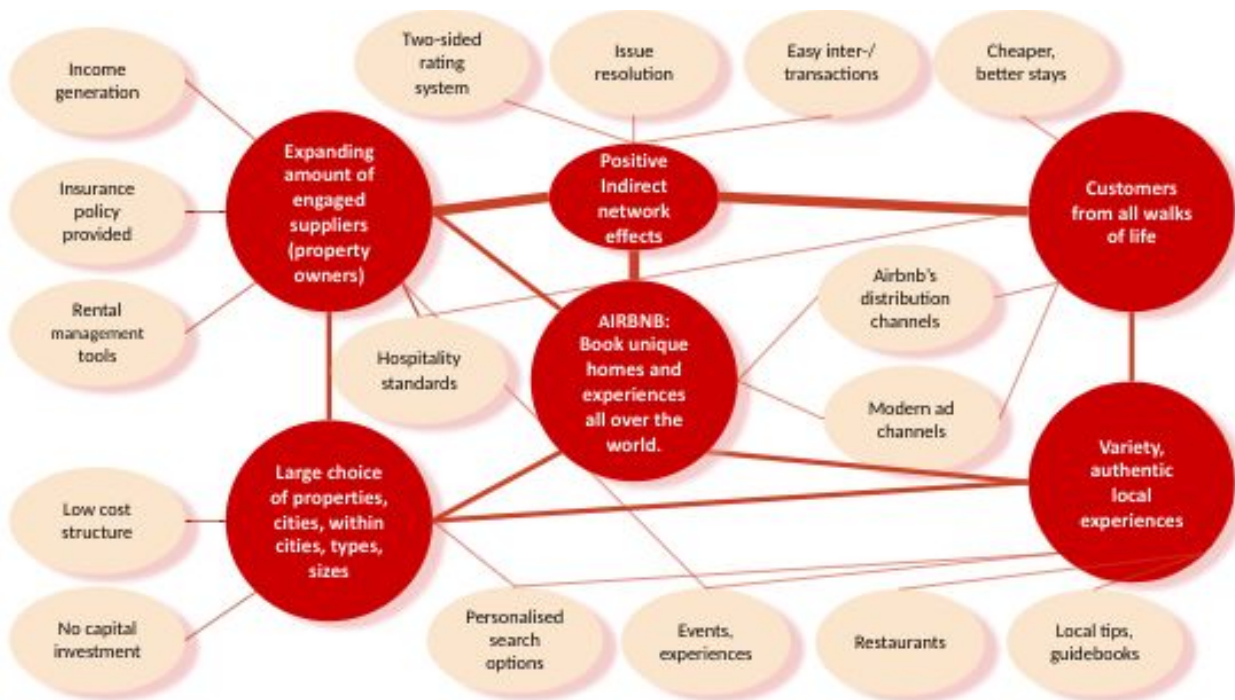 Income
generation
Two-sided
rating
system
Issue
resolution
Easy inter-/
transactions
Cheaper,
better stays
Expanding
amount of
engaged
suppliers
(property
owners)
Positive
Indirect
network
effects
Customers
from all walks
of life
Insurance
policy
provided
Rental
management
tools
Hospitality
standards
AIRBNB:
Book unique
homes and
experiences
all over the
world.
Airbnb's
distribution
channels
Modern ad
channels
Large choice
of properties,
cities, within
cities, types,
sizes
Variety,
authentic
local
experiences
Low cost
structure
No capital
investment
Personalised
search
options
Events,
experiences
Restaurants
Local tips,
guidebooks